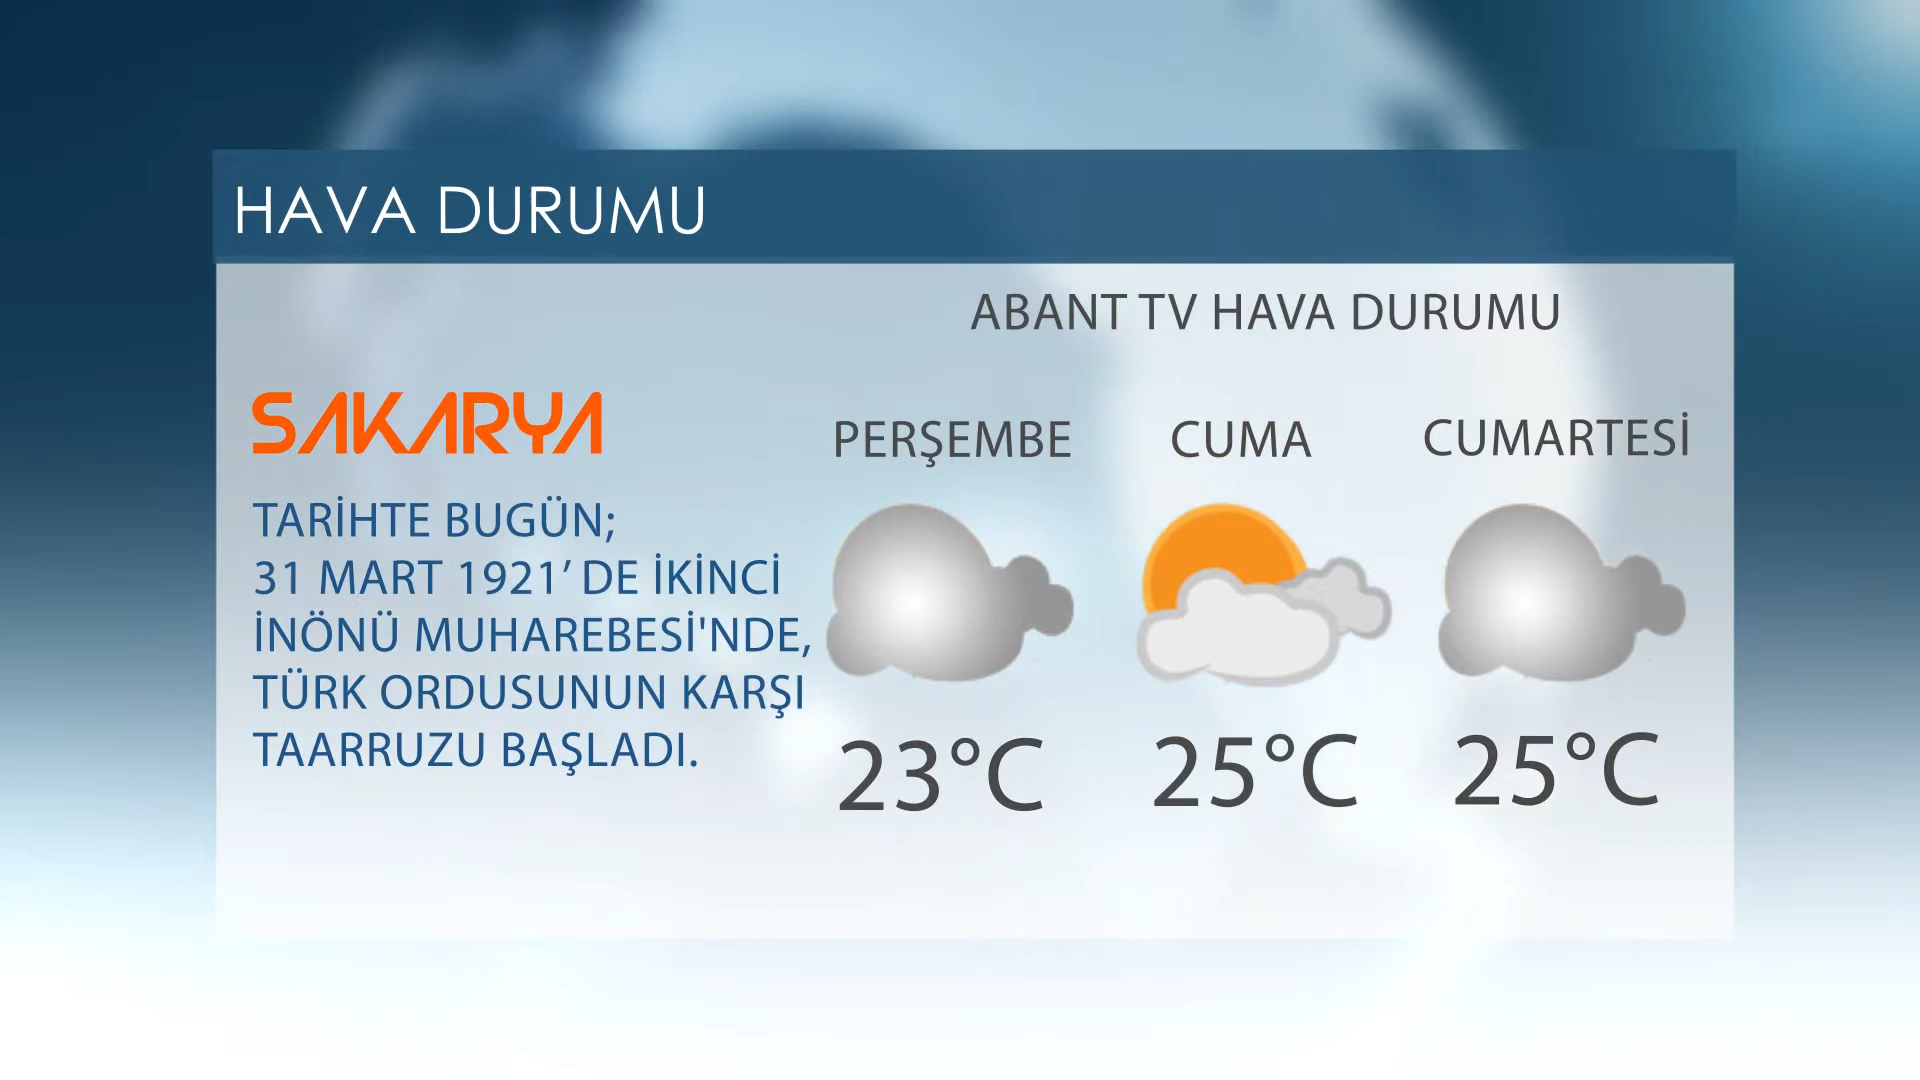 HAVA DURUMU
ABANT TV HAVA DURUMU
SAKARYA
TARİHTE BUGÜN;
31 MART 1921’ DE İKİNCİ
İNÖNÜ MUHAREBESİ'NDE,
TÜRK ORDUSUNUN KARŞI
TAARRUZU BAŞLADI.
PERŞEMBE CUMA CUMARTESİ
23°C 25°C 25°C